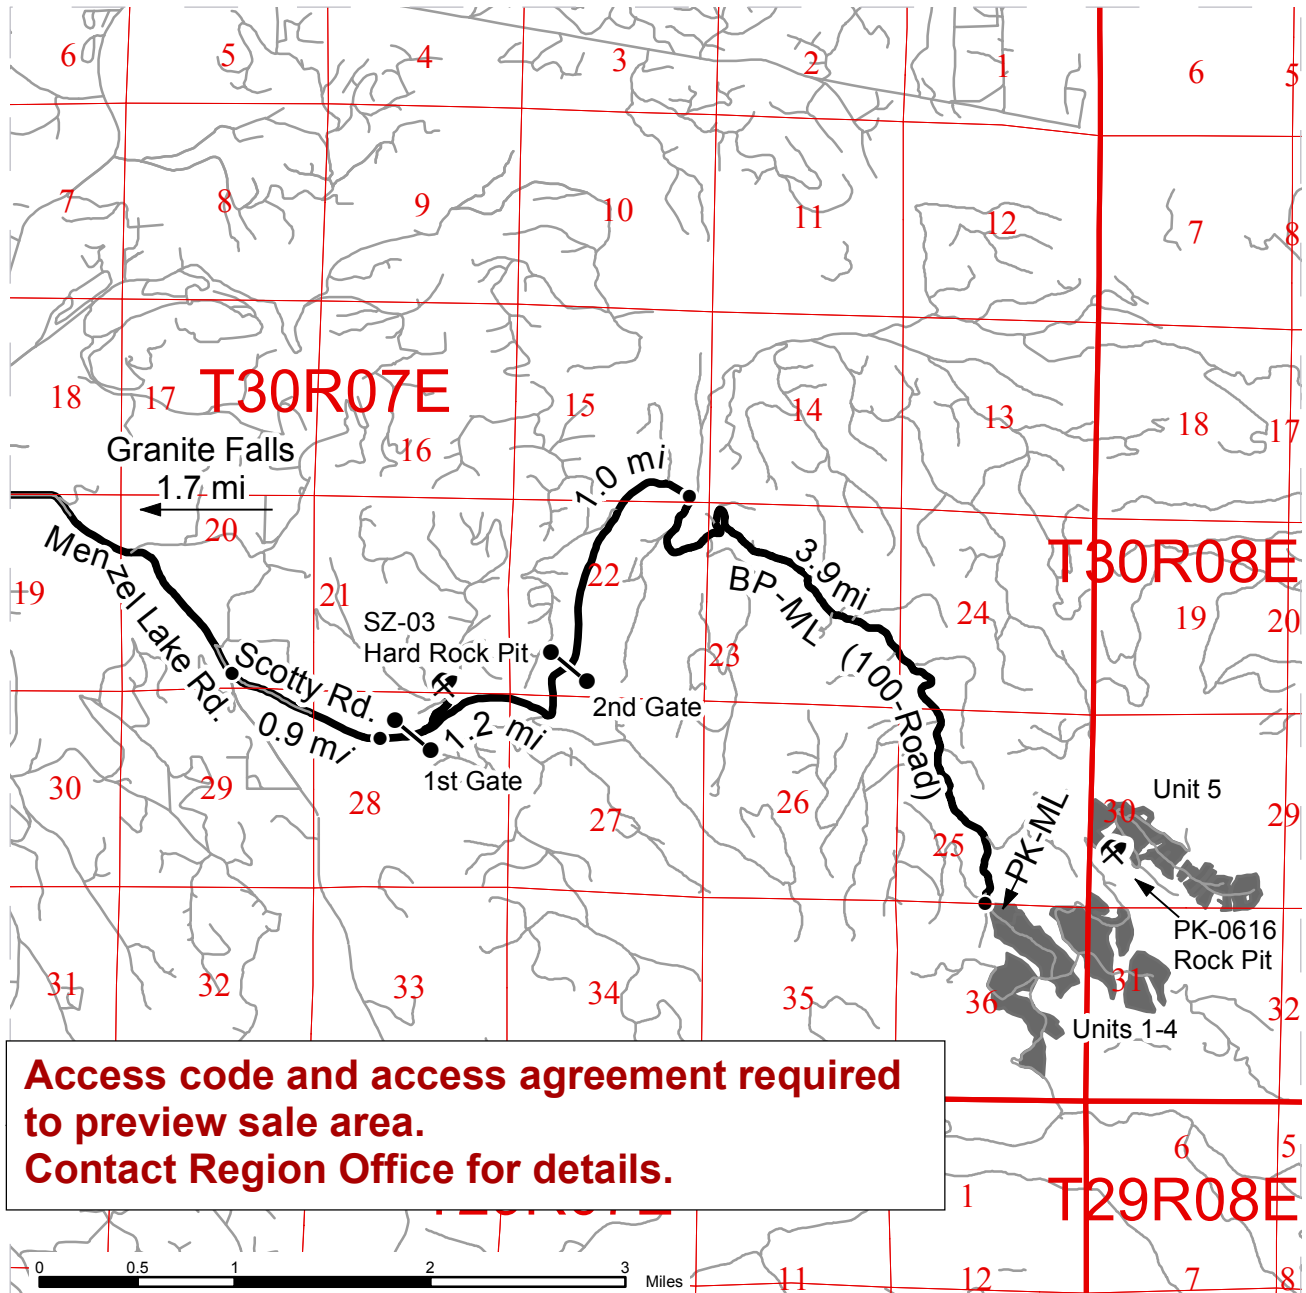 6
5
4
3
2
1
6
5
7
8
9
10
11
12
7
8
T30R07E
18
17
16
15
14
13
18
17
Granite Falls
1.7 mi
1.0 mi
20
19
21
22
23
24
T30R08E
19
20
Menzel Lake Rd.
Scotty Rd.
0.9 mi
SZ-03
Hard Rock Pit
1.2 mi
1st Gate
2nd Gate
3.9mi
BP-ML (100-Road)
30
29
28
27
26
25
PK-ML
Unit 5
30
29
PK-0616
Rock Pit
31
32
33
34
35
36
31
32
Units 1-4
Access code and access agreement required
to preview sale area.
Contact Region Office for details.
1
6
5
T29R08E
11
12
7
8
0
0.5
1
2
3
Miles